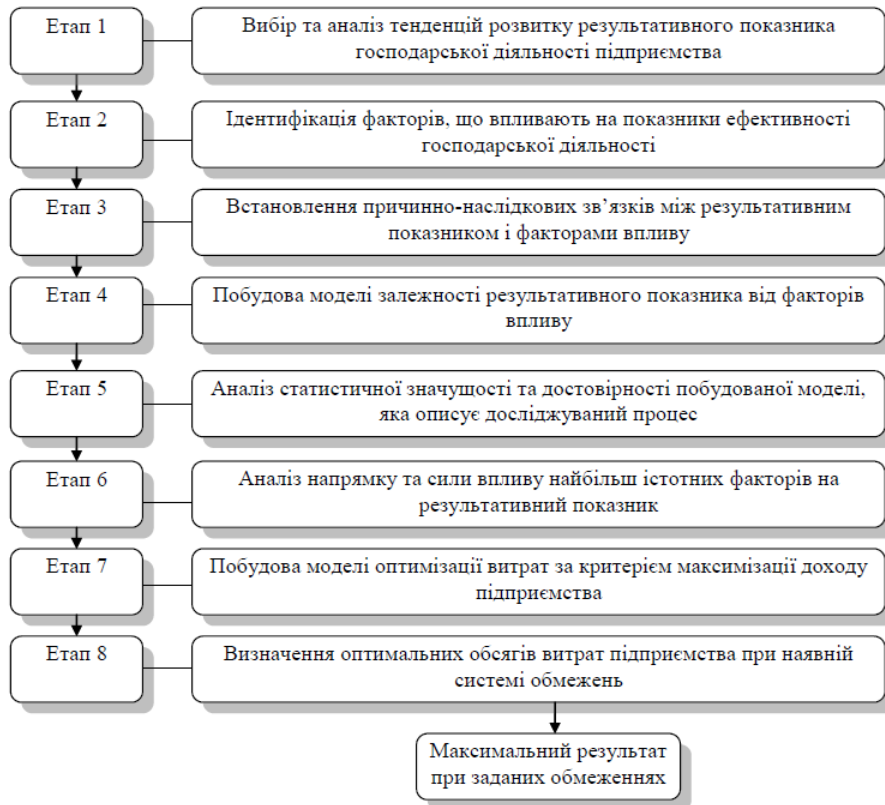 Етап 1
Вибір та аналіз тенденцій розвитку результативного показника
господарської діяльності підприємства
Етап 2
Ідентифікація факторів, що впливають на показники ефективності
господарської діяльності
Етап 3
Встановлення причинно-наслідкових зв’язків між результативним
показником і факторами впливу
Етап 4
Побудова моделі залежності результативного показника від факторів
впливу
Етап 5
Аналіз статистичної значущості та достовірності побудованої моделі,
яка описує досліджуваний процес
Етап 6
Аналіз напрямку та сили впливу найбільш істотних факторів на
результативний показник
Етап 7
Побудова моделі оптимізації витрат за критерієм максимізації доходу
підприємства
Етап 8
Визначення оптимальних обсягів витрат підприємства при наявній
системі обмежень
Максимальний результат
при заданих обмеженнях